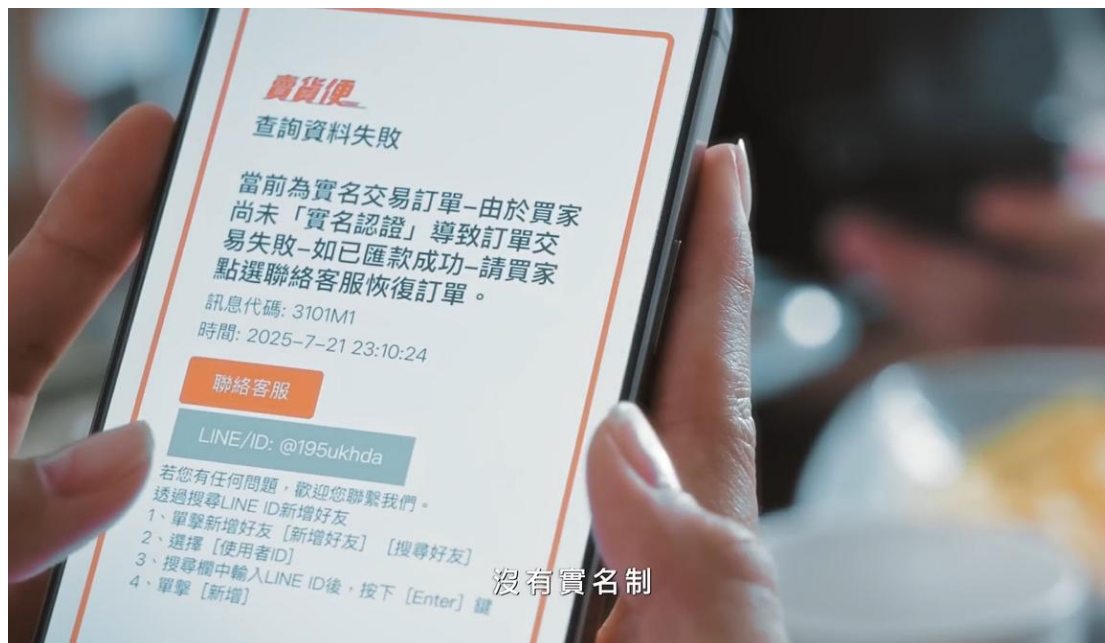 賣貨便
查詢資料失敗
當前為實名交易訂單–由於買家
尚未「實名認證」導致訂單交
易失敗–如已匯款成功–請買家
點選聯絡客服恢復訂單。
訊息代碼: 3101M1
時間: 2025–7–21 23:10:24
聯絡客服
LINE/ID: @195ukhda
若您有任何問題，歡迎您聯繫我們。
透過搜尋LINE ID新增好友
1、單擊新增好友［新增好友］［搜尋好友］
2、選擇［使用者ID］
3、搜尋欄中輸入LINE ID後，按下［Enter］鍵
4、單擊［新增］
沒有實名制